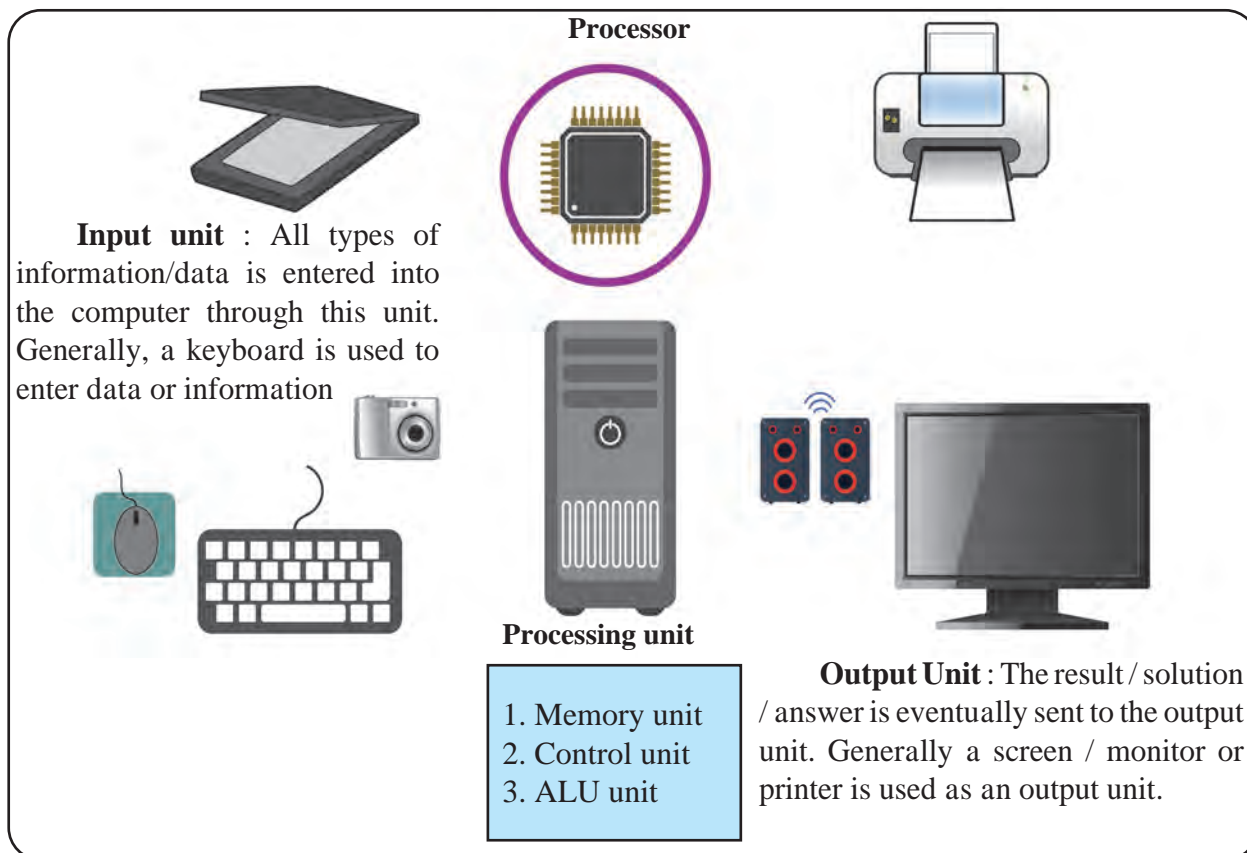 Processor
Input unit : All types of
information/data is entered into
the computer through this unit.
Generally, a keyboard is used to
enter data or information
Processing unit
1. Memory unit
2. Control unit
3. ALU unit
Output Unit : The result / solution
/ answer is eventually sent to the output
unit. Generally a screen / monitor or
printer is used as an output unit.